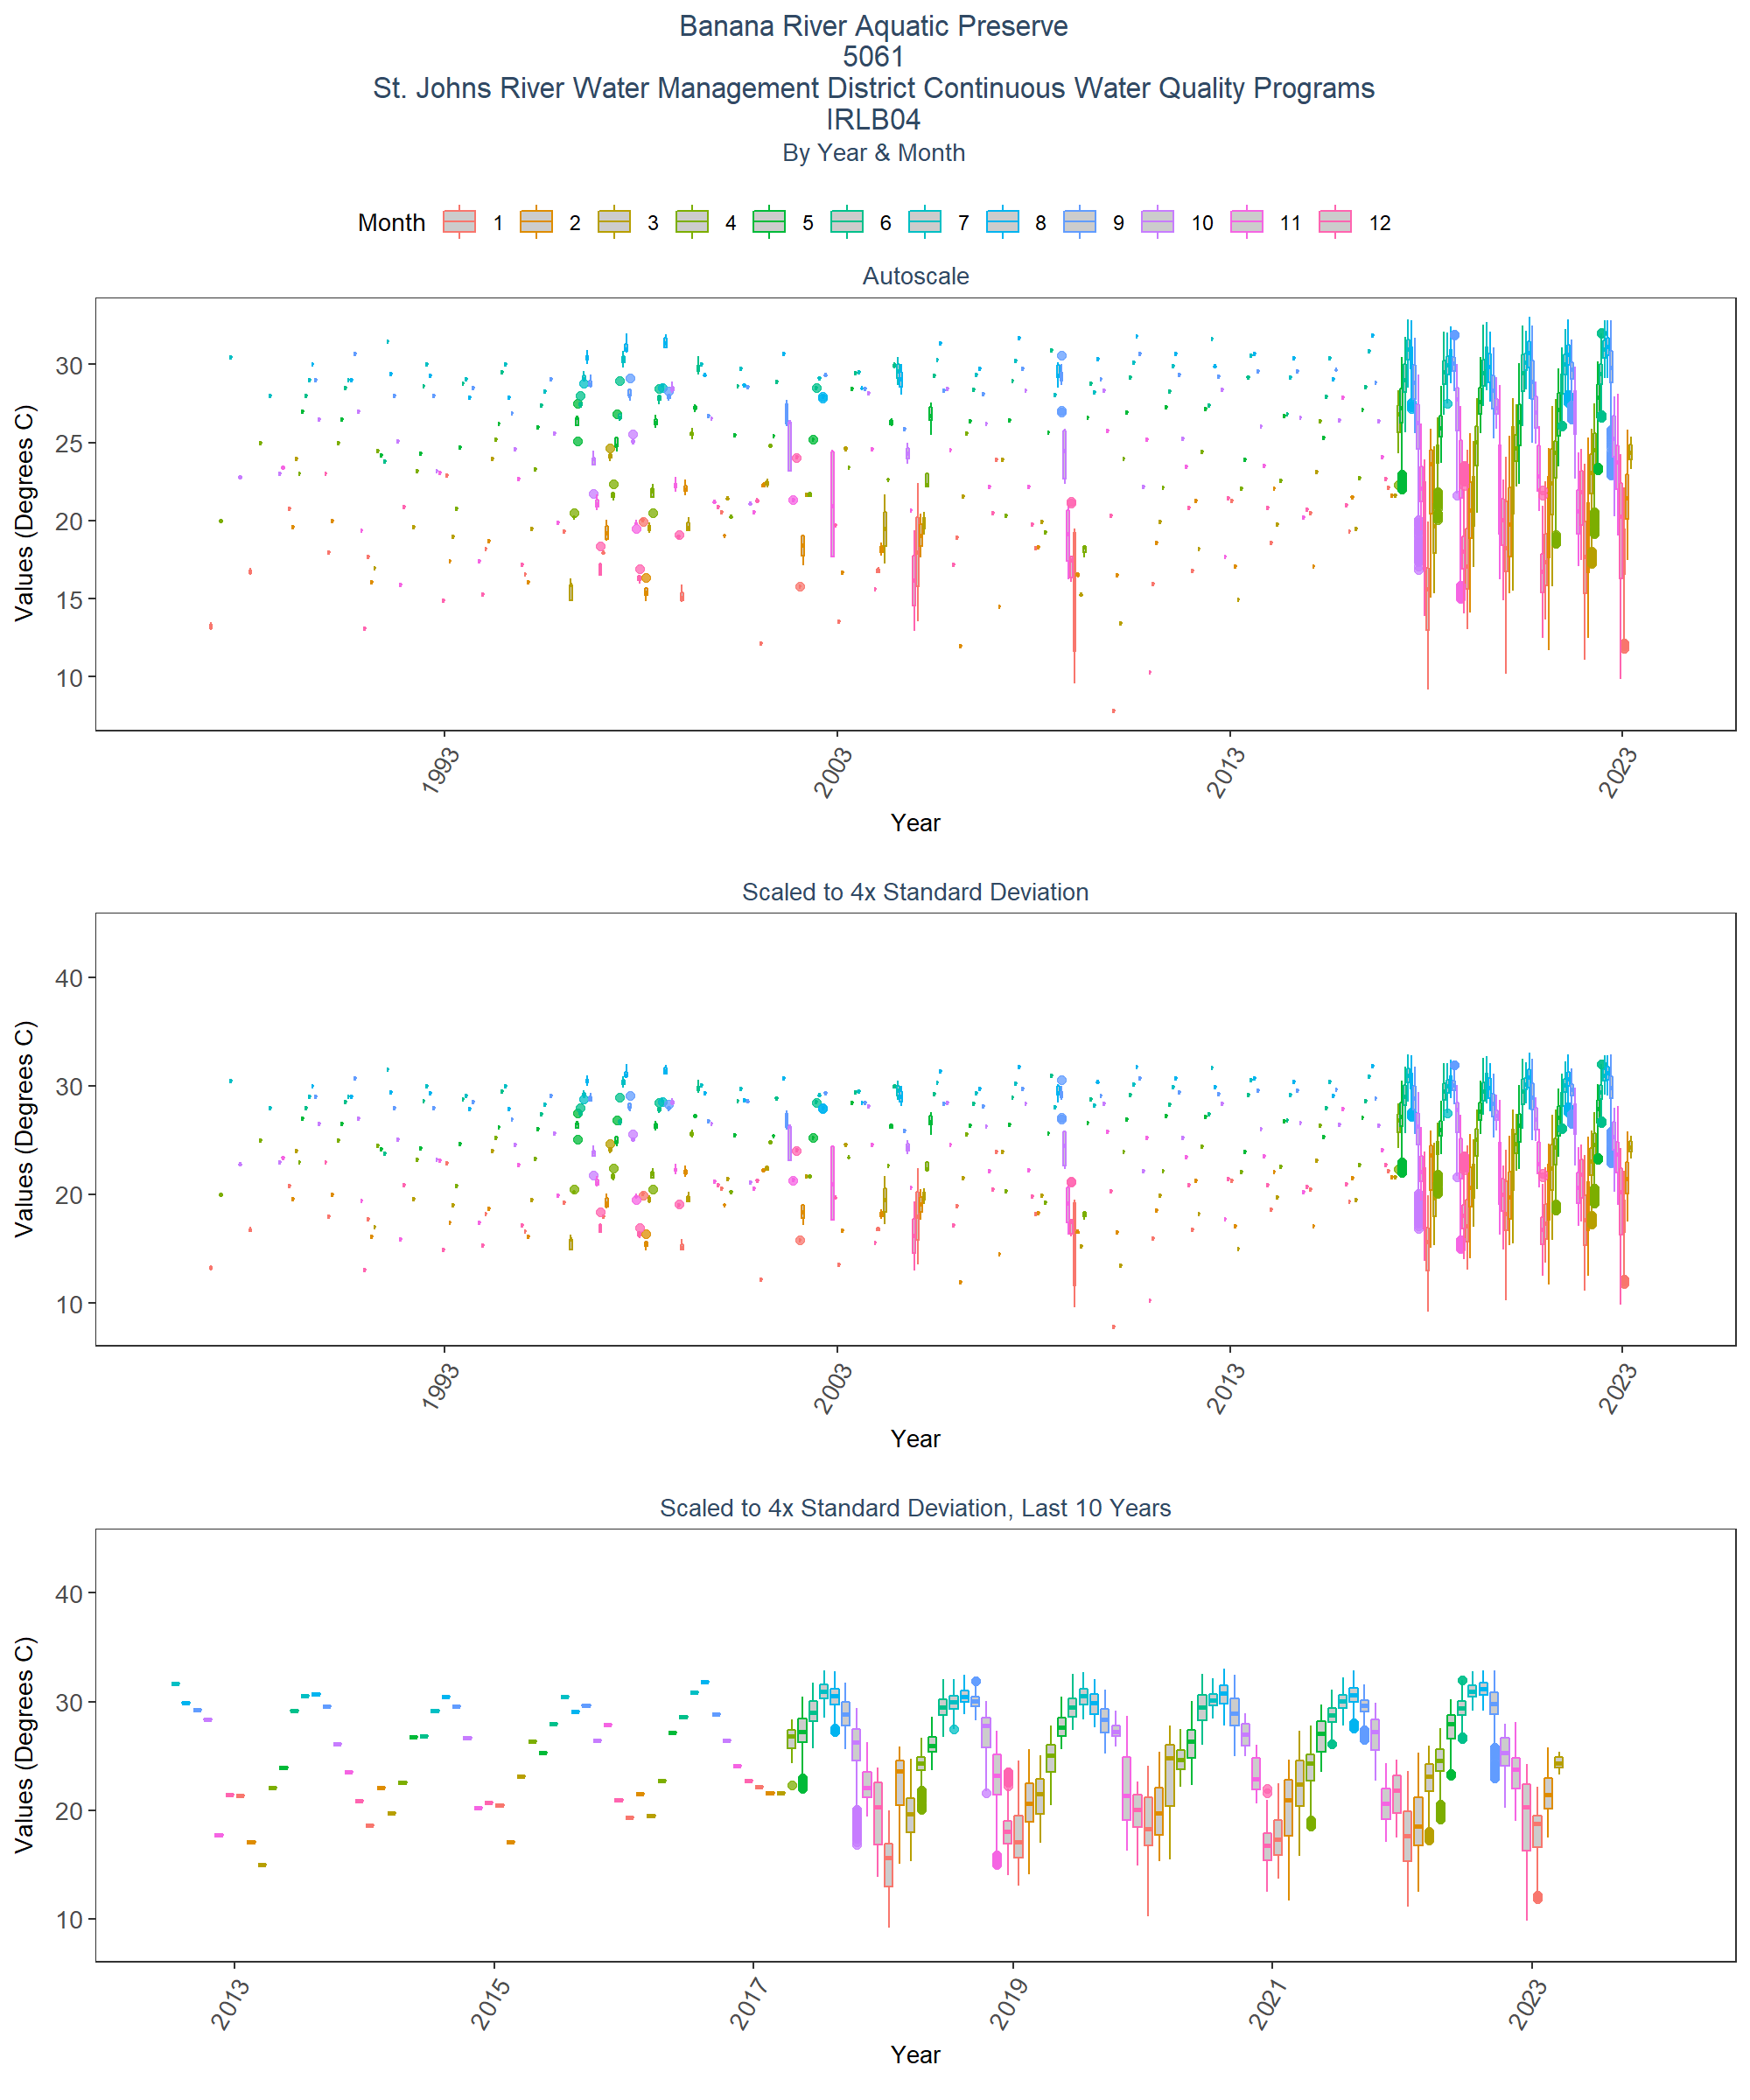 Banana River Aquatic Preserve
5061
St. Johns River Water Management District Continuous Water Quality Programs
IRLB04
By Year & Month
Month 1 2 3 4 5 6 7 8 9 10 11 12
Autoscale
Values (Degrees C)
30
25
20
15
10
1993 2003 2013 2023
Year
Scaled to 4x Standard Deviation
Values (Degrees C)
40
30
20
10
1993 2003 2013 2023
Year
Scaled to 4x Standard Deviation, Last 10 Years
Values (Degrees C)
40
30
20
10
2013 2015 2017 2019 2021 2023
Year